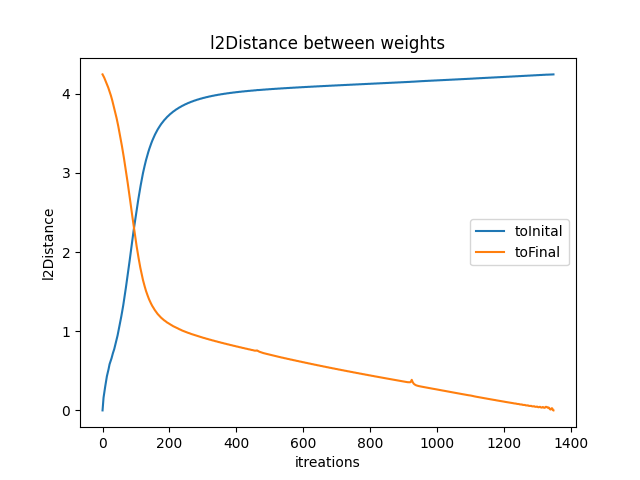 l2Distance between weights
l2Distance
4
3
2
1
0
toInital
toFinal
0 200 400 600 800 1000 1200 1400
itreations